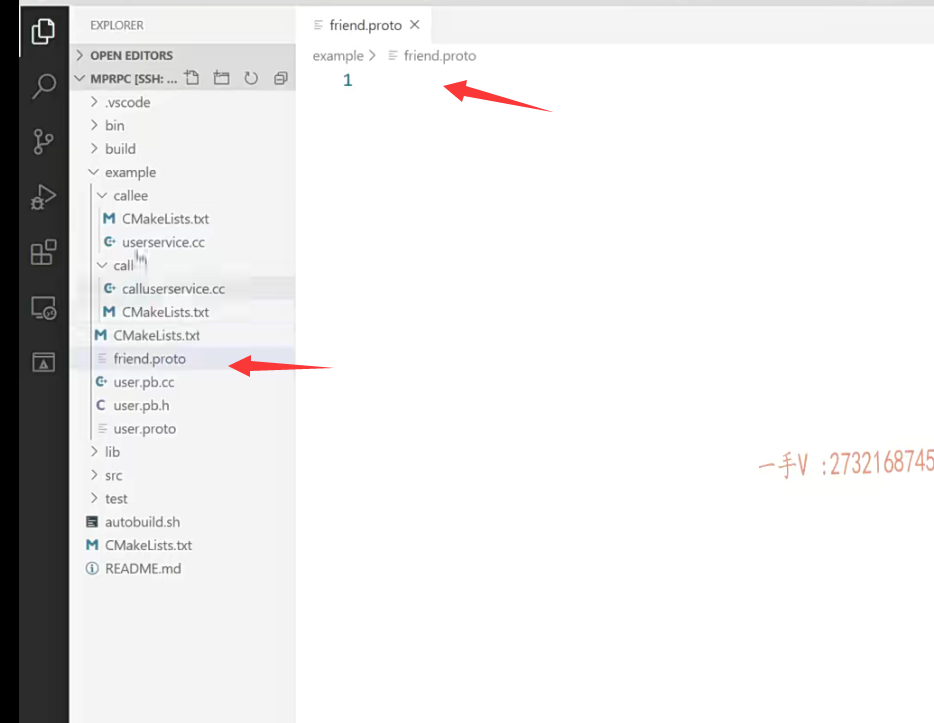 EXPLORER
friend.proto
OPEN EDITORS
example > friend.proto
MPRPC [SSH: ...
1
.vscode
bin
build
example
callee
CMakeLists.txt
userservice.cc
call
calluserservice.cc
CMakeLists.txt
CMakeLists.txt
friend.proto
user.pb.cc
user.pb.h
user.proto
lib
一手V :2732168745
src
test
autobuild.sh
CMakeLists.txt
README.md